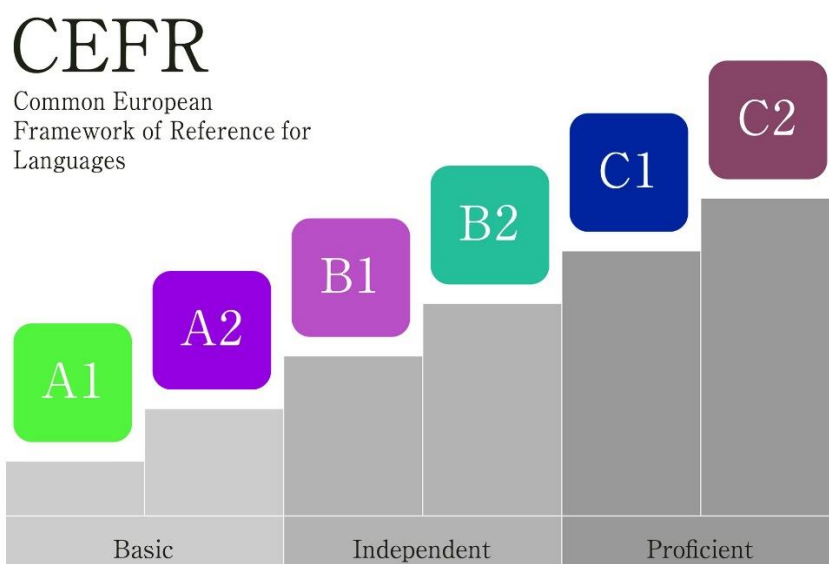 CEFR
Common European
Framework of Reference for
Languages
A1
A2
B1
B2
C1
C2
Basic
Independent
Proficient